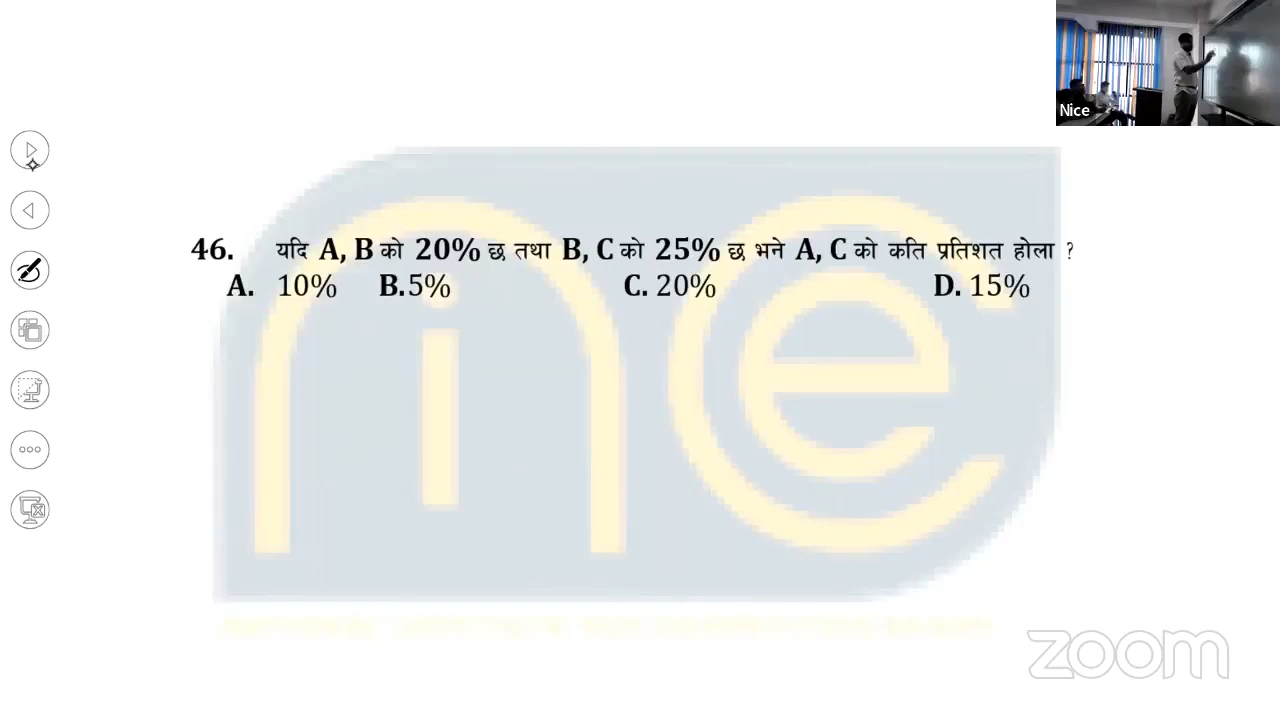 Nice
46. यदि A, B को 20% छ तथा B, C को 25% छ भने A, C को कति प्रतिशत होला ?
A. 10% B.5% C. 20% D. 15%
zoom